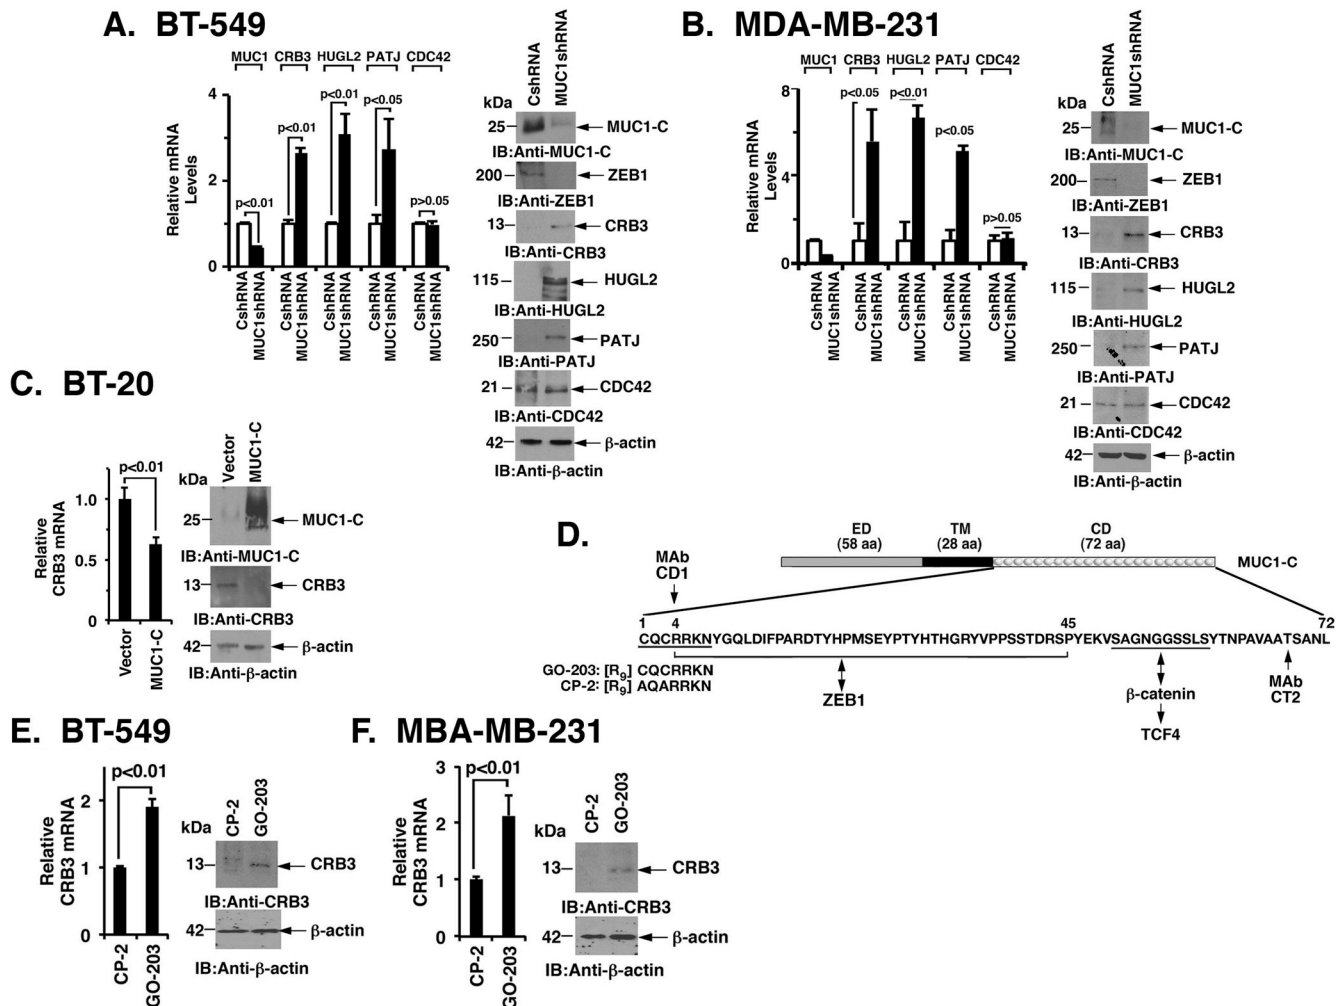 A. BT-549
MUC1 CRB3 HUGL2 PATJ CDC42
Relative mRNA
Levels
4
2
1
0
p<0.01
p<0.01
p<0.01
p<0.05
p>0.05
CshRNA
MUC1shRNA
CshRNA
MUC1shRNA
CshRNA
MUC1shRNA
CshRNA
MUC1shRNA
CshRNA
MUC1shRNA
CshRNA
MUC1shRNA
kDa
25 MUC1-C
IB:Anti-MUC1-C
200 ZEB1
IB:Anti-ZEB1
13 CRB3
IB:Anti-CRB3
115 HUGL2
IB:Anti-HUGL2
250 PATJ
IB:Anti-PATJ
21 CDC42
IB:Anti-CDC42
42 β-actin
IB:Anti-β-actin
B. MDA-MB-231
MUC1 CRB3 HUGL2 PATJ CDC42
Relative mRNA
Levels
8
4
2
0
p<0.05
p<0.01
p<0.05
p>0.05
CshRNA
MUC1shRNA
CshRNA
MUC1shRNA
CshRNA
MUC1shRNA
CshRNA
MUC1shRNA
CshRNA
MUC1shRNA
CshRNA
MUC1shRNA
kDa
25 MUC1-C
IB:Anti-MUC1-C
200 ZEB1
IB:Anti-ZEB1
13 CRB3
IB:Anti-CRB3
115 HUGL2
IB:Anti-HUGL2
250 PATJ
IB:Anti-PATJ
21 CDC42
IB:Anti-CDC42
42 β-actin
IB:Anti-β-actin
C. BT-20
Relative
CRB3 mRNA
1.0
0.5
0
p<0.01
Vector
MUC1-C
Vector
MUC1-C
kDa
25 MUC1-C
IB:Anti-MUC1-C
13 CRB3
IB:Anti-CRB3
42 β-actin
IB:Anti-β-actin
D.
ED
(58 aa)
TM
(28 aa)
CD
(72 aa)
MUC1-C
MAb
CD1
1 4 45 72
CQCRRKNYGQLDIFPARDTYHPMSEYPTYHTHGRYVPPSSTDRSPYEKVSAGNGGSSLSYTNPAVAATSANL
GO-203: [R9] CQCRRKN
CP-2: [R9] AQARRKN
ZEB1
β-catenin
TCF4
MAb
CT2
E. BT-549
Relative
CRB3 mRNA
2
1
0
p<0.01
CP-2
GO-203
CP-2
GO-203
kDa
13 CRB3
IB:Anti-CRB3
42 β-actin
IB:Anti-β-actin
F. MBA-MB-231
Relative
CRB3 mRNA
3
2
1
0
p<0.01
CP-2
GO-203
CP-2
GO-203
kDa
13 CRB3
IB:Anti-CRB3
42 β-actin
IB:Anti-β-actin